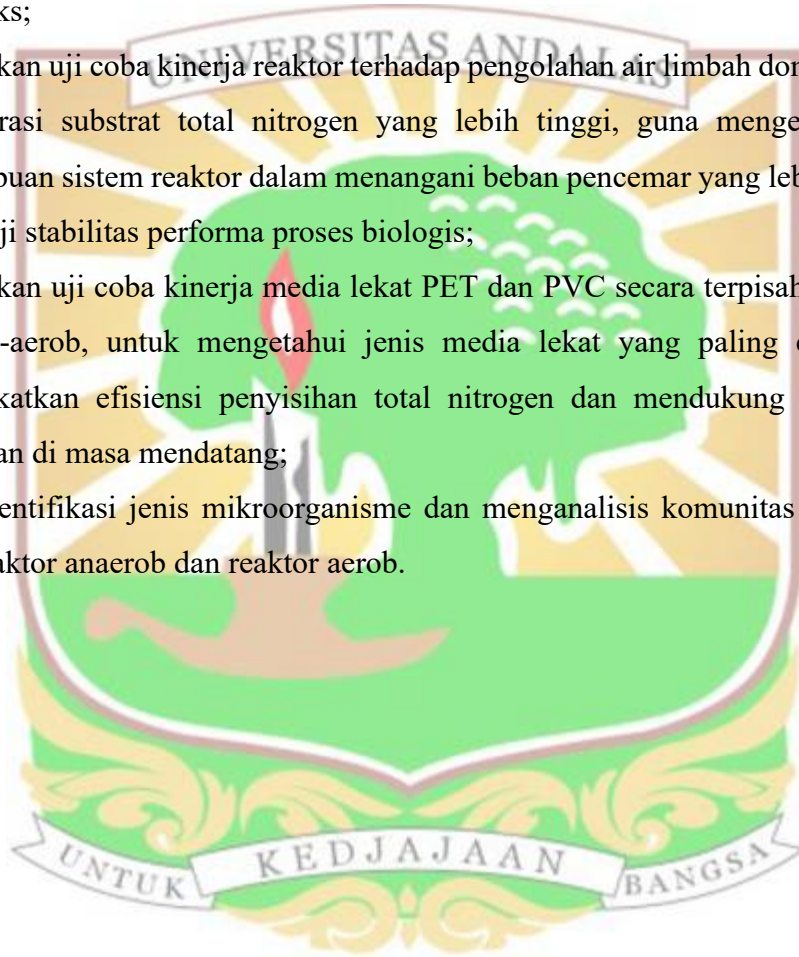 ks;
UNIVERSITAS ANDALAS
kan uji coba kinerja reaktor terhadap pengolahan air limbah don
rasi substrat total nitrogen yang lebih tinggi, guna menge
puan sistem reaktor dalam menangani beban pencemar yang leb
ji stabilitas performa proses biologis;
kan uji coba kinerja media lekat PET dan PVC secara terpisah
-aerob, untuk mengetahui jenis media lekat yang paling
katkan efisiensi penyisihan total nitrogen dan mendukung
an di masa mendatang;
entifikasi jenis mikroorganisme dan menganalisis komunitas
aktor anaerob dan reaktor aerob.
UNTUK KEDJAJAAN BANGSA